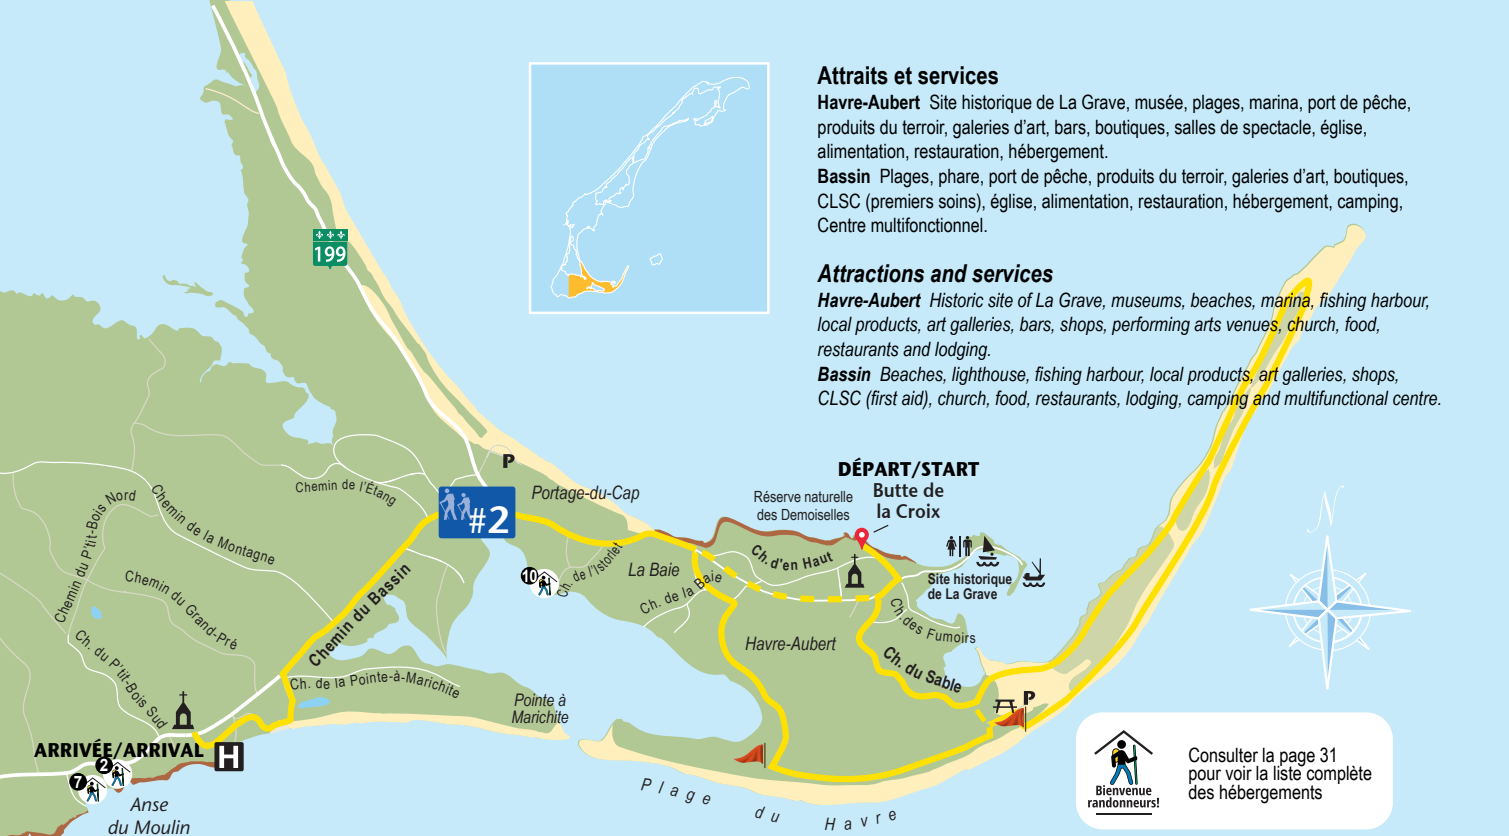 Attraits et services
Havre-Aubert Site historique de La Grave, musée, plages, marina, port de pêche,
produits du terroir, galeries d'art, bars, boutiques, salles de spectacle, église,
alimentation, restauration, hébergement.
Bassin Plages, phare, port de pêche, produits du terroir, galeries d'art, boutiques,
CLSC (premiers soins), église, alimentation, restauration, hébergement, camping,
Centre multifonctionnel.
Attractions and services
Havre-Aubert Historic site of La Grave, museums, beaches, marina, fishing harbour,
local products, art galleries, bars, shops, performing arts venues, church, food,
restaurants and lodging.
Bassin Beaches, lighthouse, fishing harbour, local products, art galleries, shops,
CLSC (first aid), church, food, restaurants, lodging, camping and multifunctional centre.
199
P
Portage-du-Cap
#2
Chemin de l'Étang
Chemin du P'tit-Bois Nord
Chemin de la Montagne
Chemin du Grand-Pré
Ch. du P'tit-Bois Sud
Chemin du Bassin
Ch. de la Pointe-à-Marichite
Pointe à
Marichite
ARRIVÉE/ARRIVAL
H
2
7
Anse
du Moulin
10
Ch. de l'Istorlet
La Baie
Ch. de la Baie
Réserve naturelle
des Demoiselles
DÉPART/START
Butte de
la Croix
Ch. d'en Haut
Site historique
de La Grave
Ch. des Fumoirs
Havre-Aubert
Ch. du Sable
P
Plage du Havre
N
Bienvenue
randonneurs!
Consulter la page 31
pour voir la liste complète
des hébergements